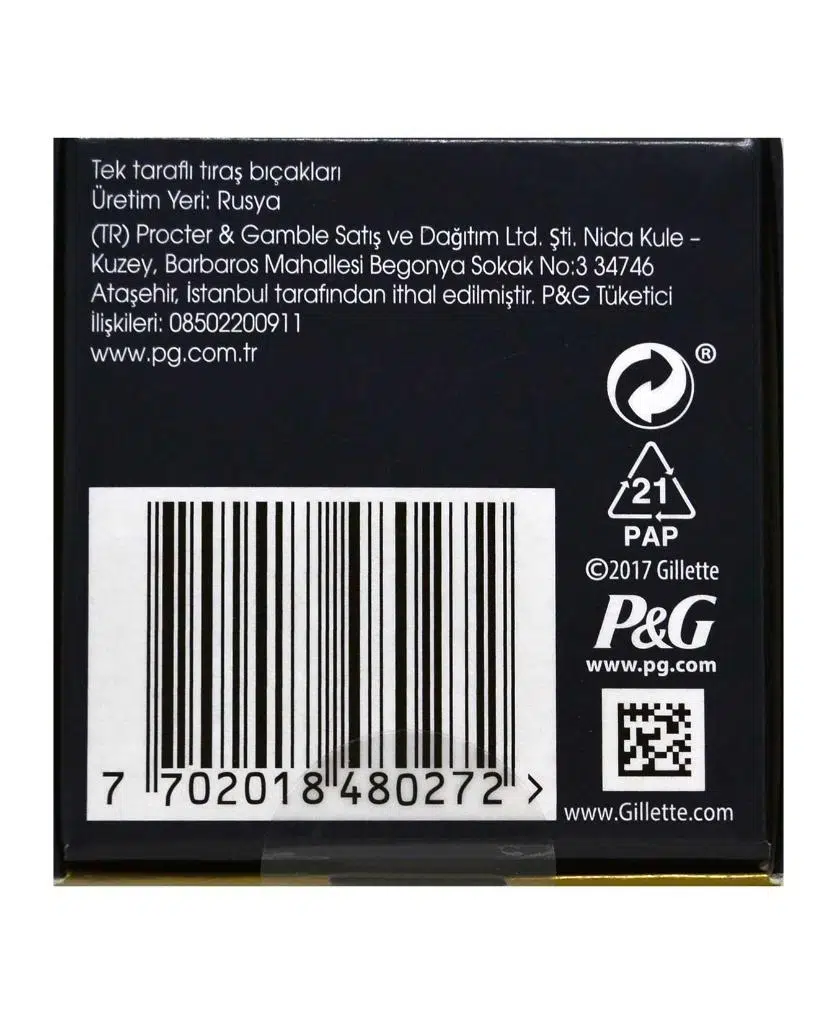 Tek taraflı tıraş bıçakları
Üretim Yeri: Rusya
(TR) Procter & Gamble Satış ve Dağıtım Ltd. Şti. Nida Kule –
Kuzey, Barbaros Mahallesi Begonya Sokak No:3 34746
Ataşehir, İstanbul tarafından ithal edilmiştir. P&G Tüketici
İlişkileri: 08502200911
www.pg.com.tr
®
21
PAP
©2017 Gillette
P&G
www.pg.com
7 702018 480272 >
www.Gillette.com